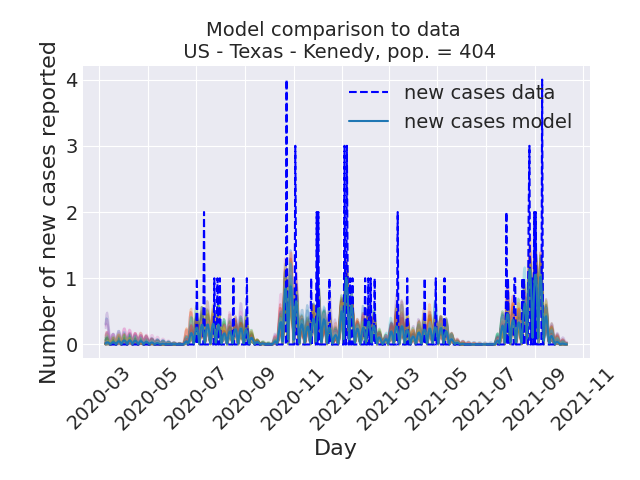 Model comparison to data
US - Texas - Kenedy, pop. = 404
Number of new cases reported
4
3
2
1
0
new cases data
new cases model
2020-03
2020-05
2020-07
2020-09
2020-11
2021-01
2021-03
2021-05
2021-07
2021-09
2021-11
Day